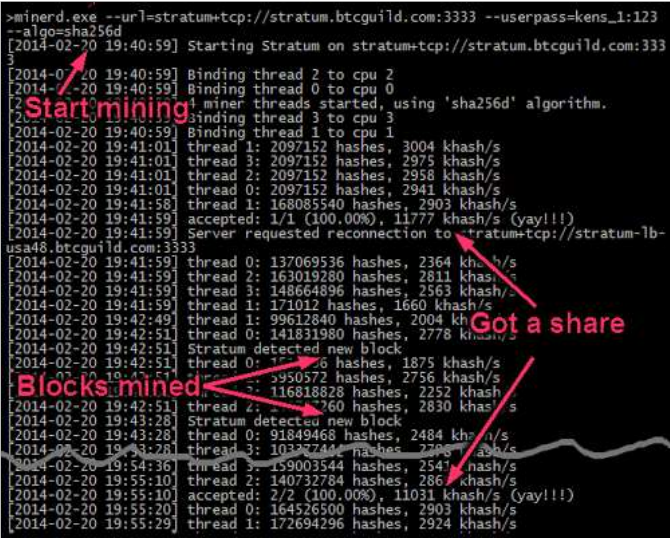 >minerd.exe --url=stratum+tcp://stratum.btcguild.com:3333 --userpass=kens_1:123
--algo=sha256d
[2014-02-20 19:40:59] Starting Stratum on stratum+tcp://stratum.btcguild.com:333
3
[2014-02-20 19:40:59] Binding thread 2 to cpu 2
[2014-02-20 19:40:59] Binding thread 0 to cpu 0
Start mining
4 miner threads started, using 'sha256d' algorithm.
[2014-02-20 19:40:59] Binding thread 3 to cpu 3
[2014-02-20 19:40:59] Binding thread 1 to cpu 1
[2014-02-20 19:41:01] thread 1: 2097152 hashes, 3004 khash/s
[2014-02-20 19:41:01] thread 3: 2097152 hashes, 2975 khash/s
[2014-02-20 19:41:01] thread 2: 2097152 hashes, 2958 khash/s
[2014-02-20 19:41:01] thread 0: 2097152 hashes, 2941 khash/s
[2014-02-20 19:41:58] thread 1: 168085540 hashes, 2903 khash/s
[2014-02-20 19:41:59] accepted: 1/1 (100.00%), 11777 khash/s (yay!!!)
[2014-02-20 19:41:59] Server requested reconnection to stratum+tcp://stratum-lb-
usa48.btcguild.com:3333
[2014-02-20 19:41:59] thread 0: 137069536 hashes, 2364 khash/s
[2014-02-20 19:41:59] thread 2: 163019280 hashes, 2811 khash/s
[2014-02-20 19:41:59] thread 3: 148664896 hashes, 2563 khash/s
[2014-02-20 19:41:59] thread 1: 171012 hashes, 1660 khash/s
[2014-02-20 19:42:49] thread 1: 99612840 hashes, 2004
Got a share
[2014-02-20 19:42:51] thread 0: 141831980 hashes, 2778
[2014-02-20 19:42:51] Stratum detected new block
[2014-02-20 19:42:51] hashes, 1875 khash/s
Blocks mined
5950572 hashes, 2756 khash/s
116818828 hashes, 2252 khash/s
[2014-02-20 19:42:51] thread hashes, 2830 khash/s
[2014-02-20 19:43:28] Stratum detected new block
[2014-02-20 19:43:28] thread 0: 91849468 hashes, 2484
19:54:36] 159003544 hashes,
[2014-02-20 19:55:10] thread 2: 140732784 hashes,
[2014-02-20 19:55:10] accepted: 2/2 (100.00%), 11031 khash/s (yay!!!)
[2014-02-20 19:55:20] thread 0: 164526500 hashes, 2903 khash/s
[2014-02-20 19:55:29] thread 1: 172694296 hashes, 2924 khash/s